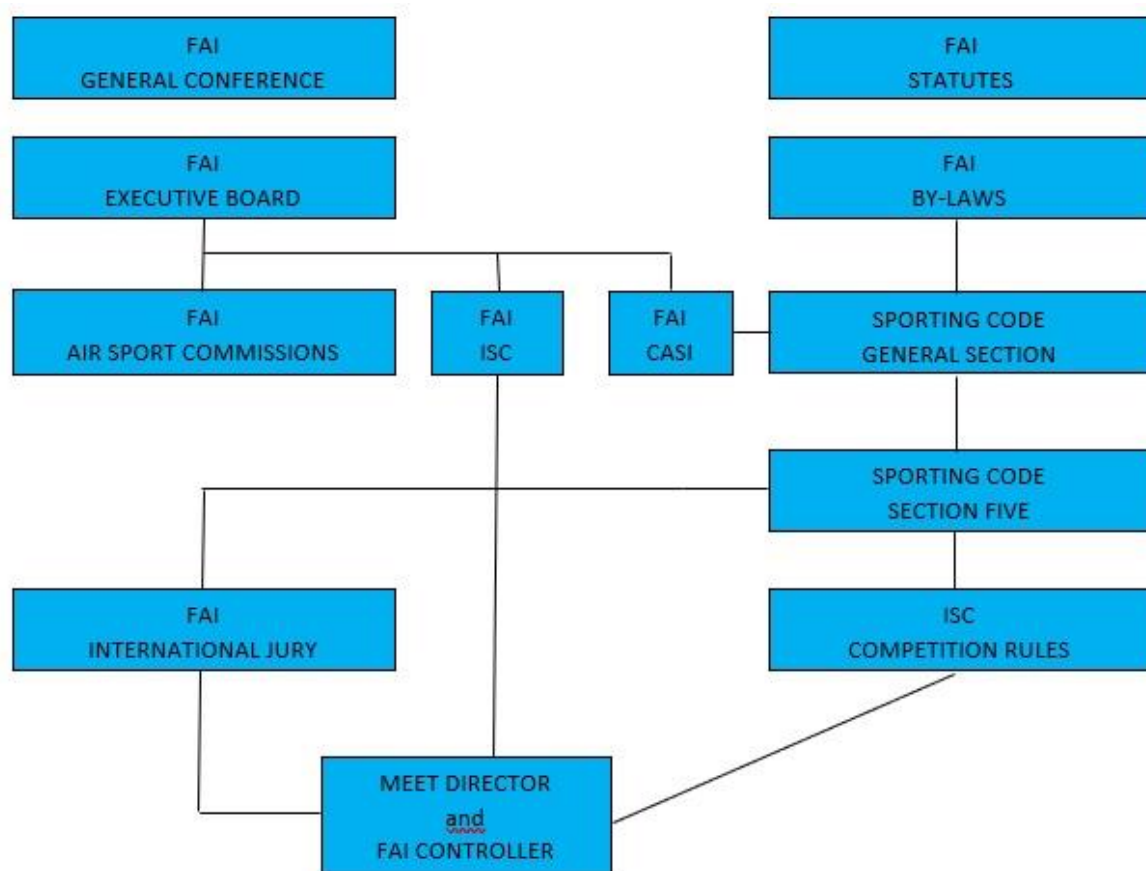 FAI
GENERAL CONFERENCE
FAI
STATUTES
FAI
EXECUTIVE BOARD
FAI
BY-LAWS
FAI
AIR SPORT COMMISSIONS
FAI
ISC
FAI
CASI
SPORTING CODE
GENERAL SECTION
SPORTING CODE
SECTION FIVE
FAI
INTERNATIONAL JURY
ISC
COMPETITION RULES
MEET DIRECTOR
and
FAI CONTROLLER